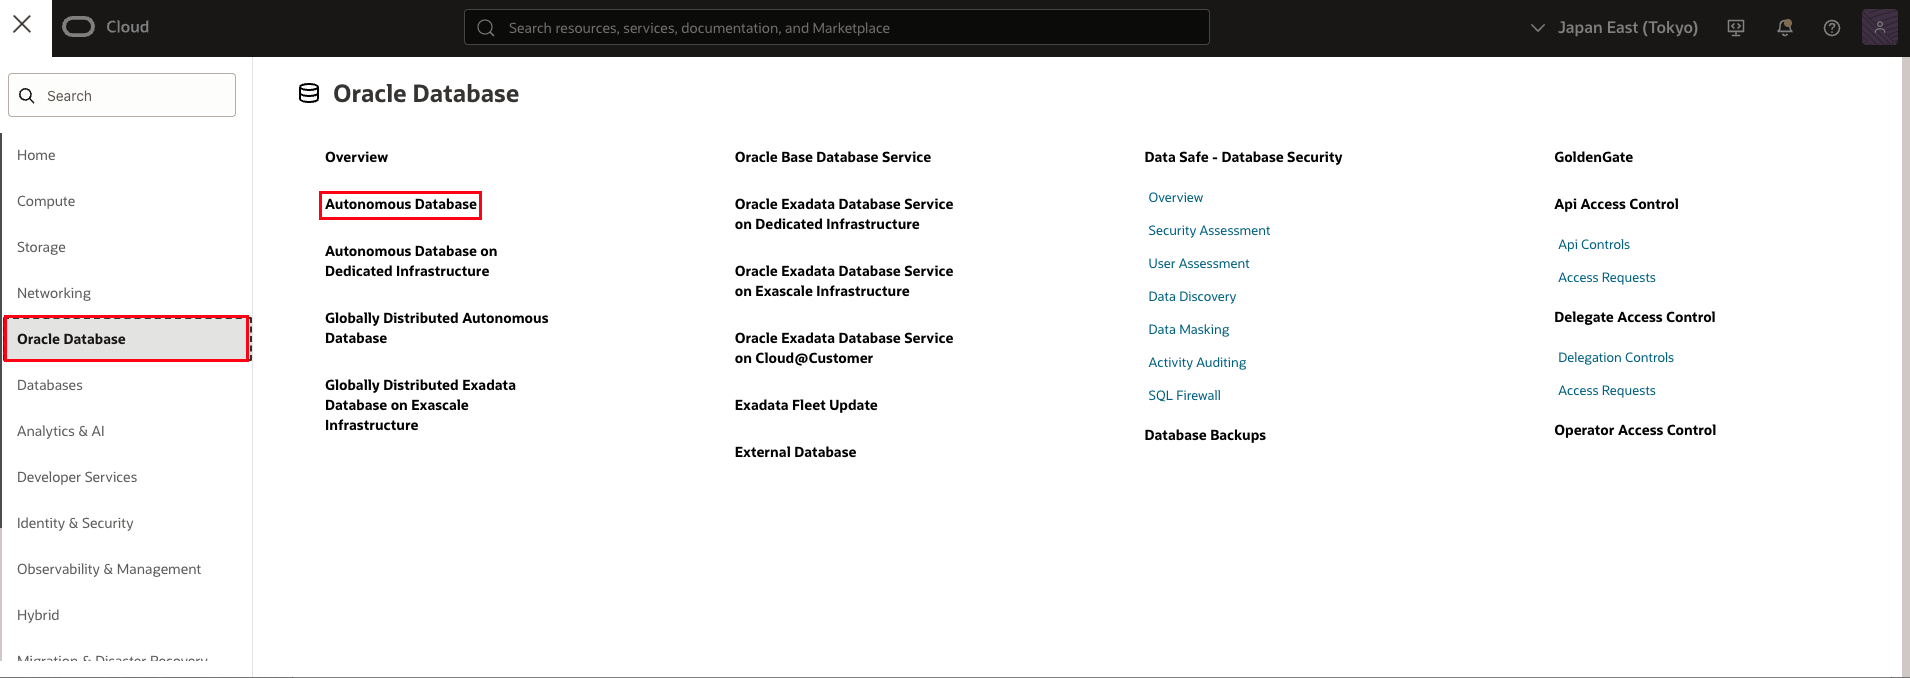 Cloud
Search resources, services, documentation, and Marketplace
Japan East (Tokyo)
Search
Home
Compute
Storage
Networking
Oracle Database
Databases
Analytics & AI
Developer Services
Identity & Security
Observability & Management
Hybrid
Migration & Disaster Recovery
Oracle Database
Overview
Autonomous Database
Autonomous Database on
Dedicated Infrastructure
Globally Distributed Autonomous
Database
Globally Distributed Exadata
Database on Exascale
Infrastructure
Oracle Base Database Service
Oracle Exadata Database Service
on Dedicated Infrastructure
Oracle Exadata Database Service
on Exascale Infrastructure
Oracle Exadata Database Service
on Cloud@Customer
Exadata Fleet Update
External Database
Data Safe - Database Security
Overview
Security Assessment
User Assessment
Data Discovery
Data Masking
Activity Auditing
SQL Firewall
Database Backups
GoldenGate
Api Access Control
Api Controls
Access Requests
Delegate Access Control
Delegation Controls
Access Requests
Operator Access Control